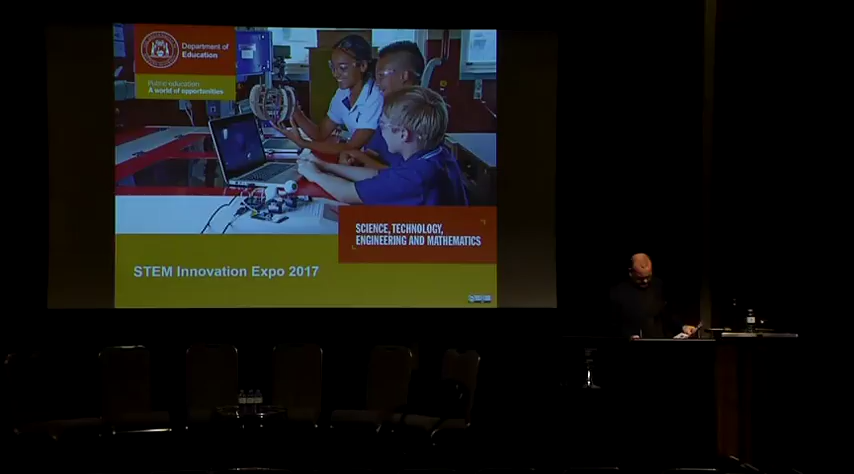 Department of
Education
Public education
A world of opportunities
SCIENCE, TECHNOLOGY,
ENGINEERING AND MATHEMATICS
STEM Innovation Expo 2017